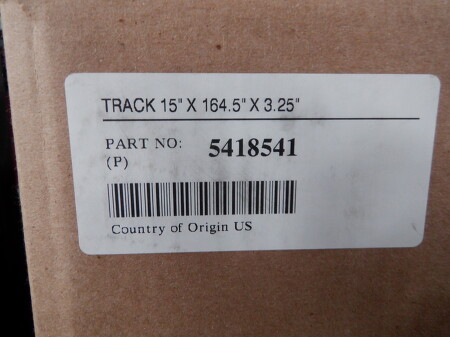 TRACK 15" X 164.5" X 3.25"
PART NO: 5418541
(P)
Country of Origin US